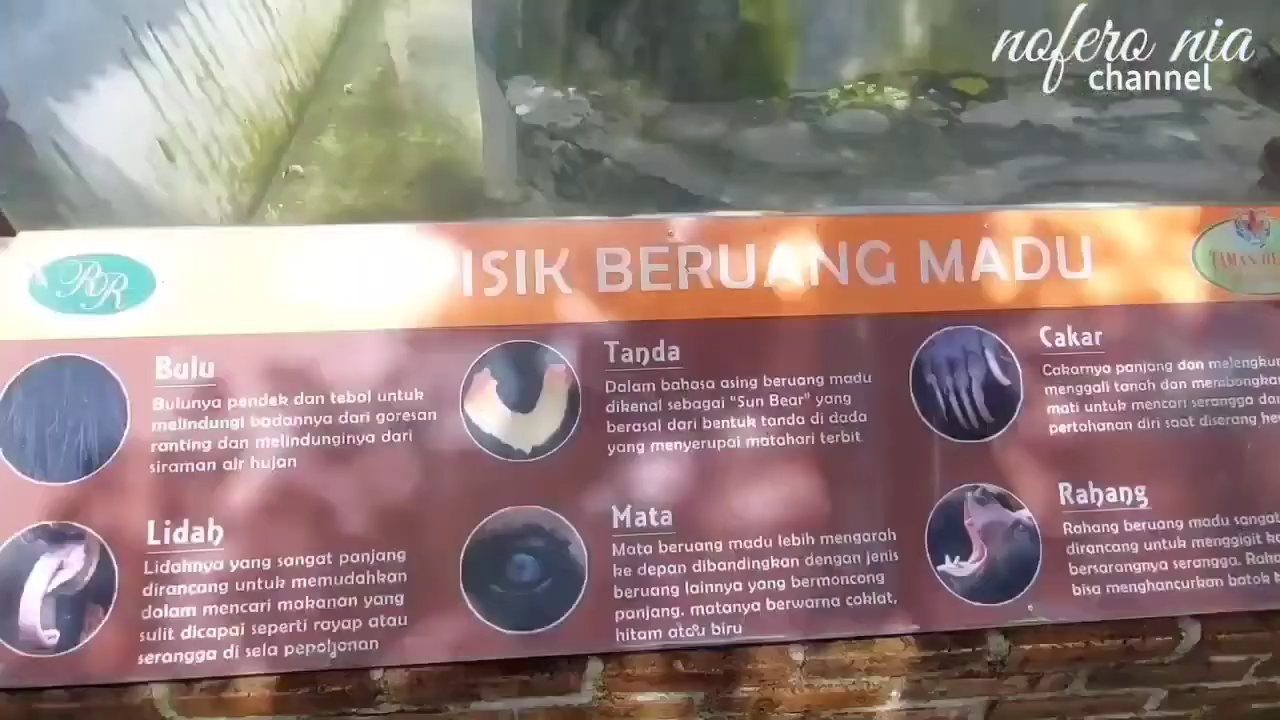 nofero nia
channel
RR
ISIK BERUANG MADU
TAMAN
Bulu
Bulunya pendek dan tebol untuk
melindungi badannya dari goresan
ranting dan melindunginya dari
siraman air hujan
Tanda
Dalam bahasa asing beruang madu
dikenal sebagai "Sun Bear" yang
berasal dari bentuk tanda di dada
yang menyerupai matahari terbit
Cakar
Cakarnya panjang dan melengkun
menggali tanah dan membongkar
mati untuk mencari serangga dan
pertahanan diri saat diserang he
Lidah
Lidahnya yang sangat panjang
dirancang untuk memudahkan
dalam mencari makanan yang
sulit dicapai seperti rayap atau
serangga di sela pepohonan
Mata
Mata beruang madu lebih mengarah
ke depan dibandingkan dengan jenis
beruang lainnya yang bermoncong
panjang. matanya berwarna coklat,
hitam atau biru
Rahang
Rahang beruang madu sangat
dirancang untuk menggigit ka
bersarangnya serangga. Raha
bisa menghancurkan batok k